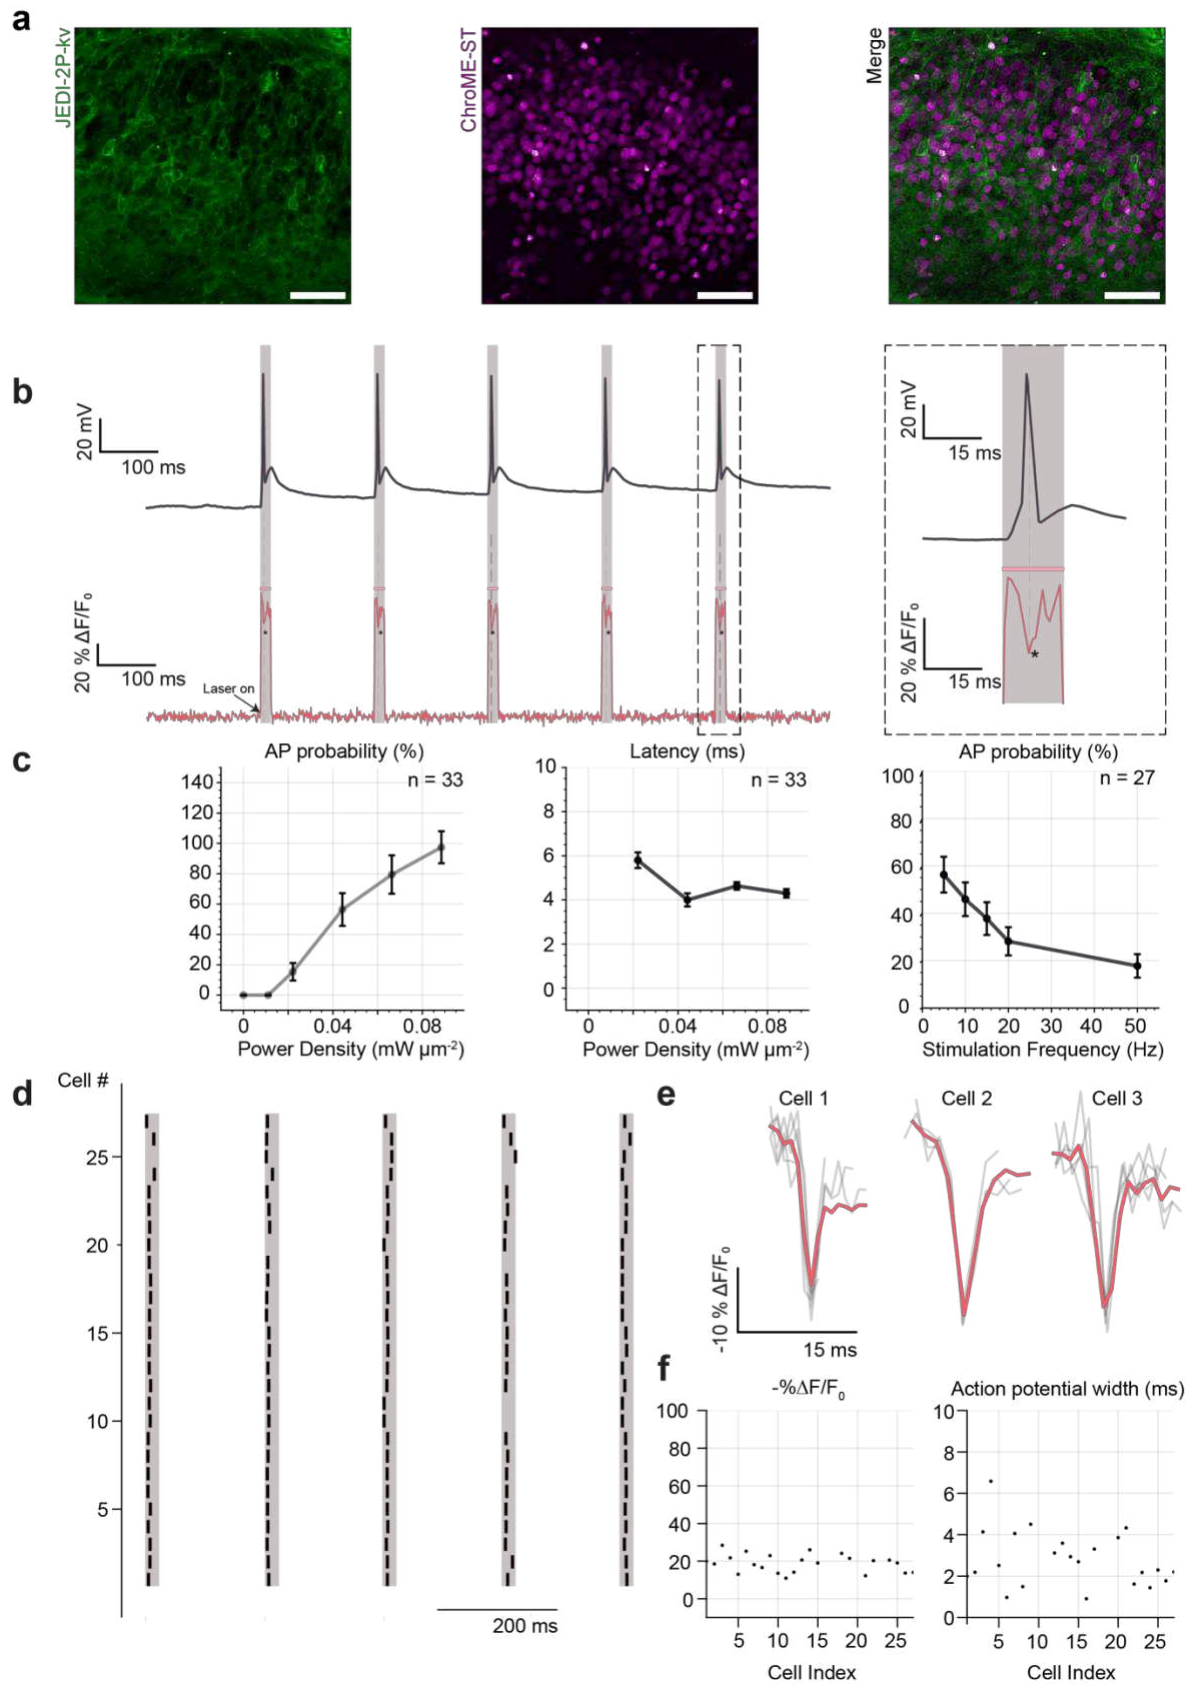 a
JEDI-2P-kv
ChroME-ST
Merge
b
20 mV
100 ms
20 % ΔF/F₀
100 ms
Laser on
*
*
*
*
*
20 mV
15 ms
20 % ΔF/F₀
15 ms
*
c
AP probability (%)
n = 33
140
120
100
80
60
40
20
0
0 0.04 0.08
Power Density (mW µm⁻²)
Latency (ms)
n = 33
10
8
6
4
2
0
0 0.04 0.08
Power Density (mW µm⁻²)
AP probability (%)
n = 27
100
80
60
40
20
0
0 10 20 30 40 50
Stimulation Frequency (Hz)
d
Cell #
25
20
15
10
5
200 ms
e
Cell 1
Cell 2
Cell 3
-10 % ΔF/F₀
15 ms
f
-%ΔF/F₀
100
80
60
40
20
0
5 10 15 20 25
Cell Index
Action potential width (ms)
10
8
6
4
2
0
5 10 15 20 25
Cell Index